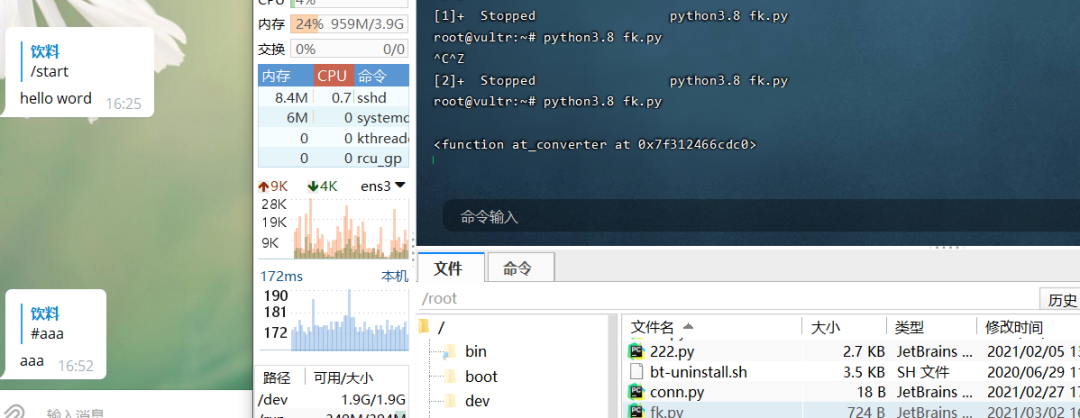 饮料
/start
hello word 16:25
饮料
#aaa
aaa 16:52
输入消息
CPU 4%
内存 24% 959M/3.9G
交换 0% 0/0
内存 CPU 命令
8.4M 0.7 sshd
6M 0 systemd
0 0 kthreadd
0 0 rcu_gp
9K 4K ens3
28K
19K
9K
172ms 本机
190
181
172
路径 可用/大小
/dev 1.9G/1.9G
[1]+ Stopped python3.8 fk.py
root@vultr:~# python3.8 fk.py
^C^Z
[2]+ Stopped python3.8 fk.py
root@vultr:~# python3.8 fk.py
<function at_converter at 0x7f312466cdc0>
命令输入
文件 命令
/root 历史
/
bin
boot
dev
文件名 大小 类型 修改时间
222.py 2.7 KB JetBrains ... 2021/02/05 1
bt-uninstall.sh 3.5 KB SH 文件 2020/06/29 1
conn.py 18 B JetBrains ... 2021/02/27 1
fk.py 724 B JetBrains ... 2021/03/02 1